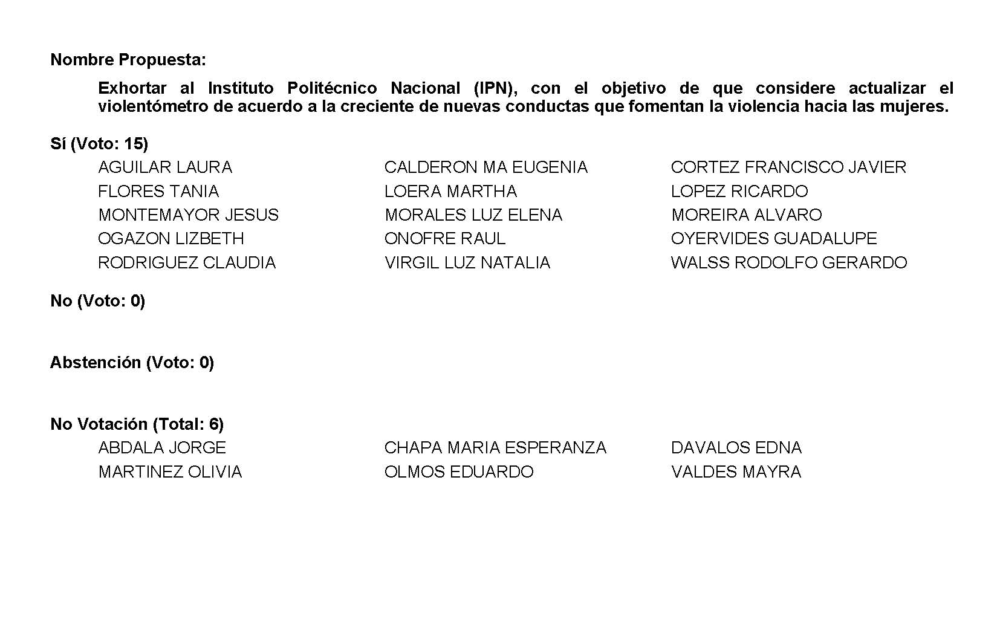 Nombre Propuesta:
Exhortar al Instituto Politécnico Nacional (IPN), con el objetivo de que considere actualizar el
violentómetro de acuerdo a la creciente de nuevas conductas que fomentan la violencia hacia las mujeres.
Sí (Voto: 15)
AGUILAR LAURA CALDERON MA EUGENIA CORTEZ FRANCISCO JAVIER
FLORES TANIA LOERA MARTHA LOPEZ RICARDO
MONTEMAYOR JESUS MORALES LUZ ELENA MOREIRA ALVARO
OGAZON LIZBETH ONOFRE RAUL OYERVIDES GUADALUPE
RODRIGUEZ CLAUDIA VIRGIL LUZ NATALIA WALSS RODOLFO GERARDO
No (Voto: 0)
Abstención (Voto: 0)
No Votación (Total: 6)
ABDALA JORGE CHAPA MARIA ESPERANZA DAVALOS EDNA
MARTINEZ OLIVIA OLMOS EDUARDO VALDES MAYRA